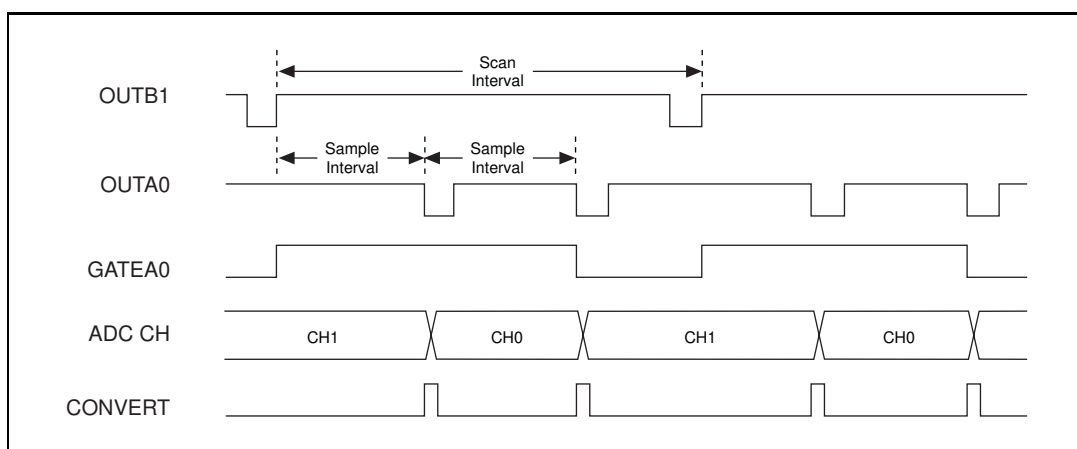 Scan
Interval
OUTB1
Sample
Interval
Sample
Interval
OUTA0
GATEA0
ADC CH
CH1
CH0
CH1
CH0
CONVERT